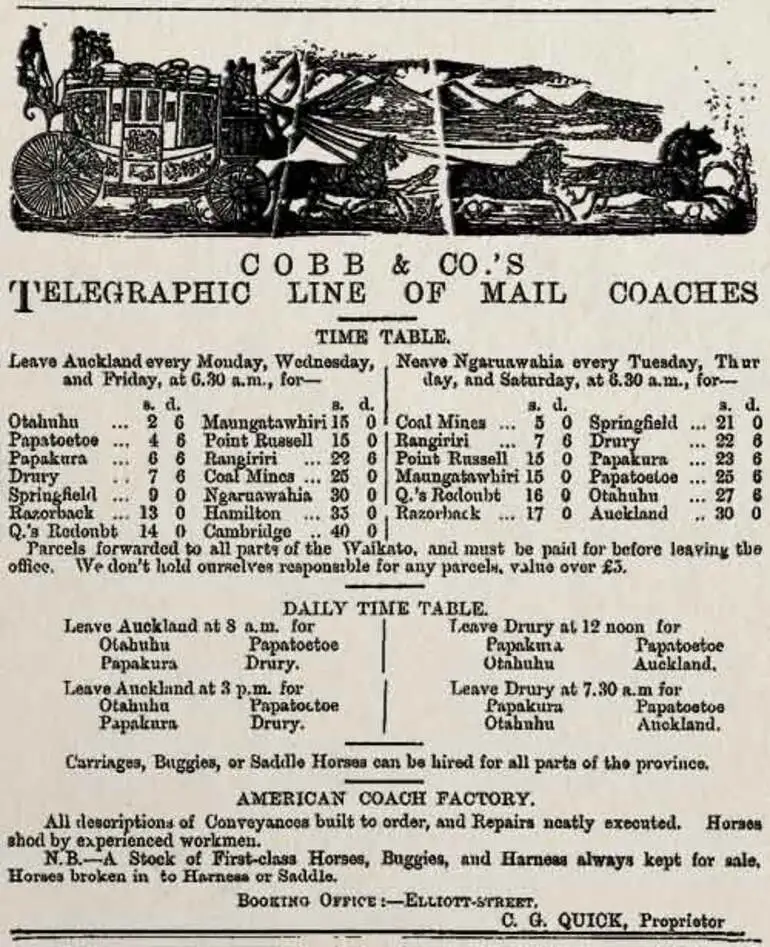 COBB & CO.'S
TELEGRAPHIC LINE OF MAIL COACHES
TIME TABLE.
Leave Auckland every Monday, Wednesday,
and Friday, at 6.30 a.m., for—
s. d. s. d.
Otahuhu ... 2 6 Maungatawhiri 15 0
Papatoetoe ... 4 6 Point Russell 15 0
Papakura ... 6 6 Rangiriri ... 22 6
Drury ... 7 6 Coal Mines ... 25 0
Springfield ... 9 0 Ngaruawahia 30 0
Razorback ... 13 0 Hamilton ... 35 0
Q.'s Redoubt 14 0 Cambridge .. 40 0
Neave Ngaruawahia every Tuesday, Thur
day, and Saturday, at 6.30 a.m., for—
s. d. s. d.
Coal Mines ... 5 0 Springfield ... 21 0
Rangiriri ... 7 6 Drury ... 22 6
Point Russell 15 0 Papakura ... 23 6
Maungatawhiri 15 0 Papatoetoe ... 25 6
Q.'s Redoubt 16 0 Otahuhu ... 27 6
Razorback ... 17 0 Auckland .. 30 0
Parcels forwarded to all parts of the Waikato, and must be paid for before leaving the
office. We don't hold ourselves responsible for any parcels, value over £5.
DAILY TIME TABLE.
Leave Auckland at 8 a.m. for
Otahuhu Papatoetoe
Papakura Drury.
Leave Drury at 12 noon for
Papakura Papatoetoe
Otahuhu Auckland.
Leave Auckland at 3 p.m. for
Otahuhu Papatoetoe
Papakura Drury.
Leave Drury at 7.30 a.m for
Papakura Papatoetoe
Otahuhu Auckland.
Carriages, Buggies, or Saddle Horses can be hired for all parts of the province.
AMERICAN COACH FACTORY.
All descriptions of Conveyances built to order, and Repairs neatly executed. Horses
shod by experienced workmen.
N.B.—A Stock of First-class Horses, Buggies, and Harness always kept for sale,
Horses broken in to Harness or Saddle.
BOOKING OFFICE:—ELLIOTT-STREET.
C. G. QUICK, Proprietor